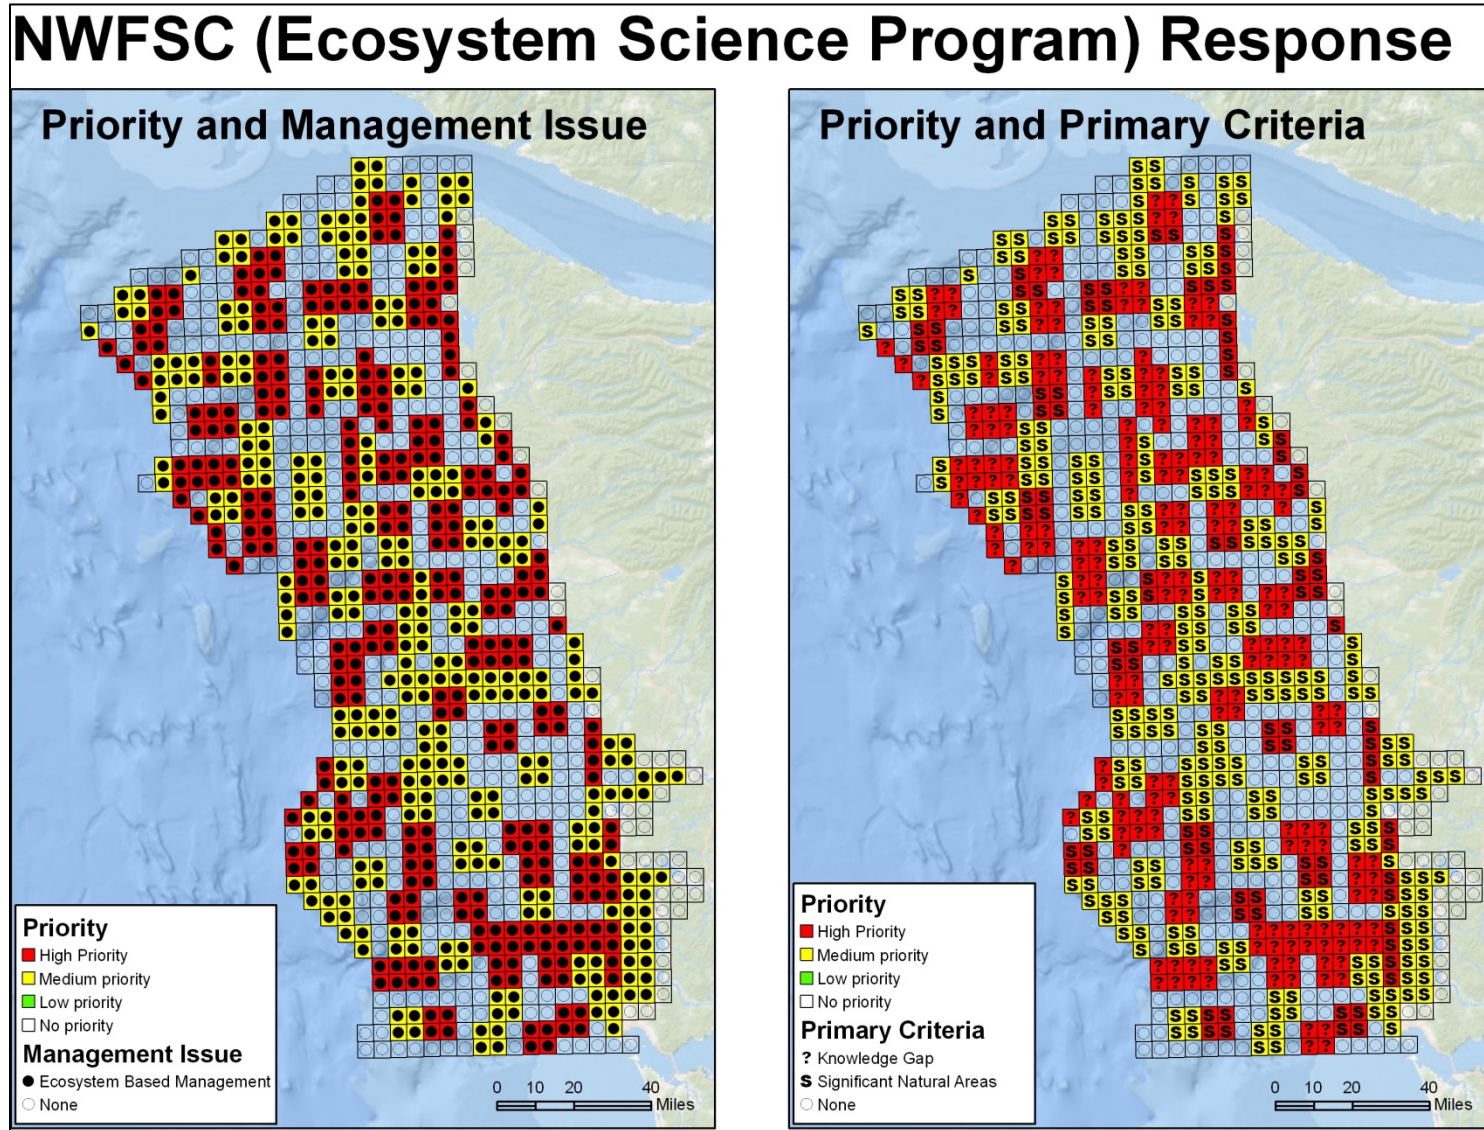 NWFSC (Ecosystem Science Program) Response
Priority and Management Issue
Priority
High Priority
Medium priority
Low priority
No priority
Management Issue
Ecosystem Based Management
None
0 10 20 40
Miles
Priority and Primary Criteria
Priority
High Priority
Medium priority
Low priority
No priority
Primary Criteria
? Knowledge Gap
S Significant Natural Areas
None
0 10 20 40
Miles